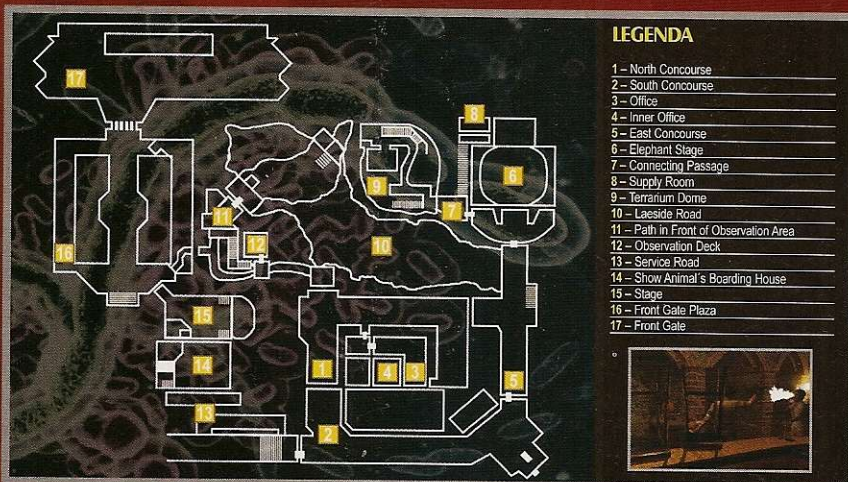 LEGENDA
1 – North Concourse
2 – South Concourse
3 – Office
4 – Inner Office
5 – East Concourse
6 – Elephant Stage
7 – Connecting Passage
8 – Supply Room
9 – Terrarium Dome
10 – Laeside Road
11 – Path in Front of Observation Area
12 – Observation Deck
13 – Service Road
14 – Show Animal´s Boarding House
15 – Stage
16 – Front Gate Plaza
17 – Front Gate
17
8
6
9
7
11
12
10
16
15
14
1
4
3
5
13
2